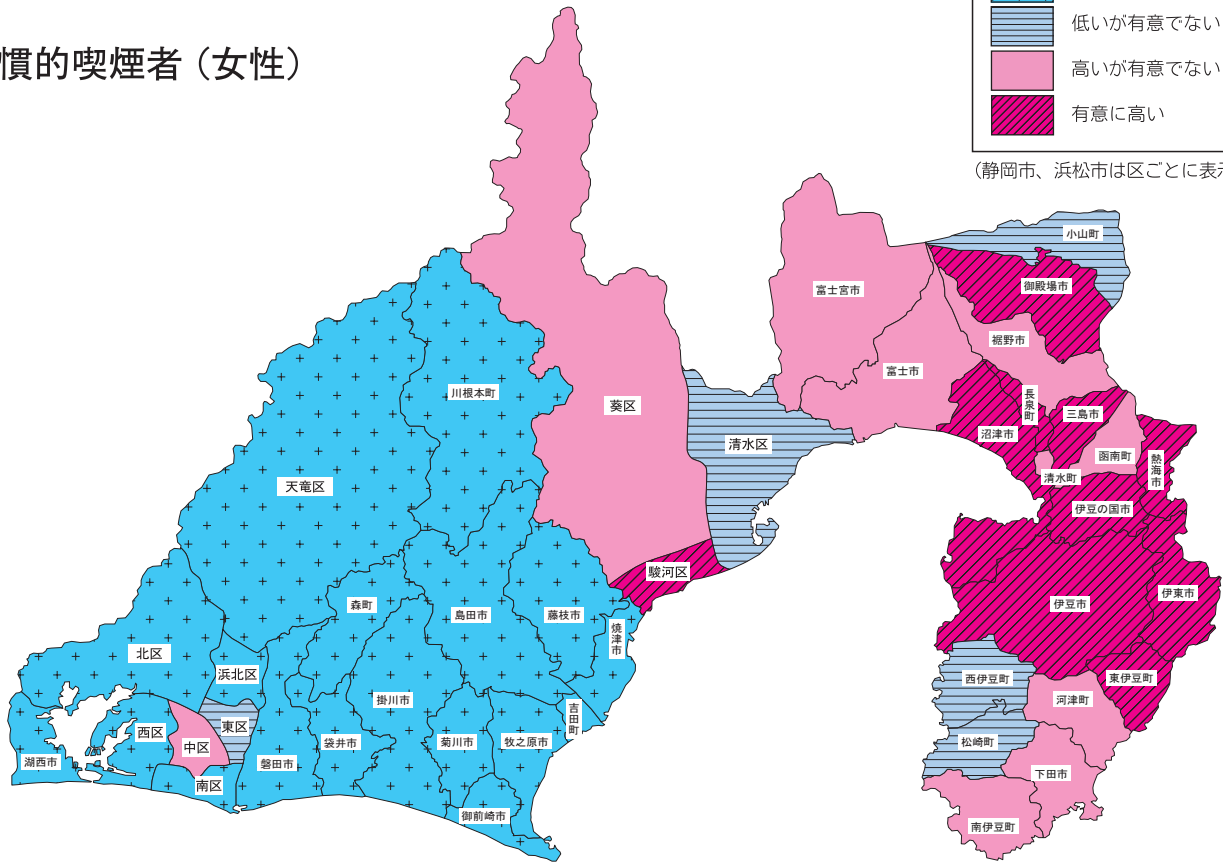 慣的喫煙者（女性）
低いが有意でない
高いが有意でない
有意に高い
（静岡市、浜松市は区ごとに表示
小山町
御殿場市
富士宮市
裾野市
富士市
川根本町
葵区
長泉町
三島市
沼津市
清水区
函南町
熱海市
清水町
天竜区
伊豆の国市
駿河区
伊東市
森町
伊豆市
島田市
藤枝市
焼津市
北区
浜北区
西伊豆町
東伊豆町
掛川市
河津町
吉田町
東区
西区
中区
袋井市
菊川市
牧之原市
松崎町
湖西市
磐田市
下田市
南区
御前崎市
南伊豆町